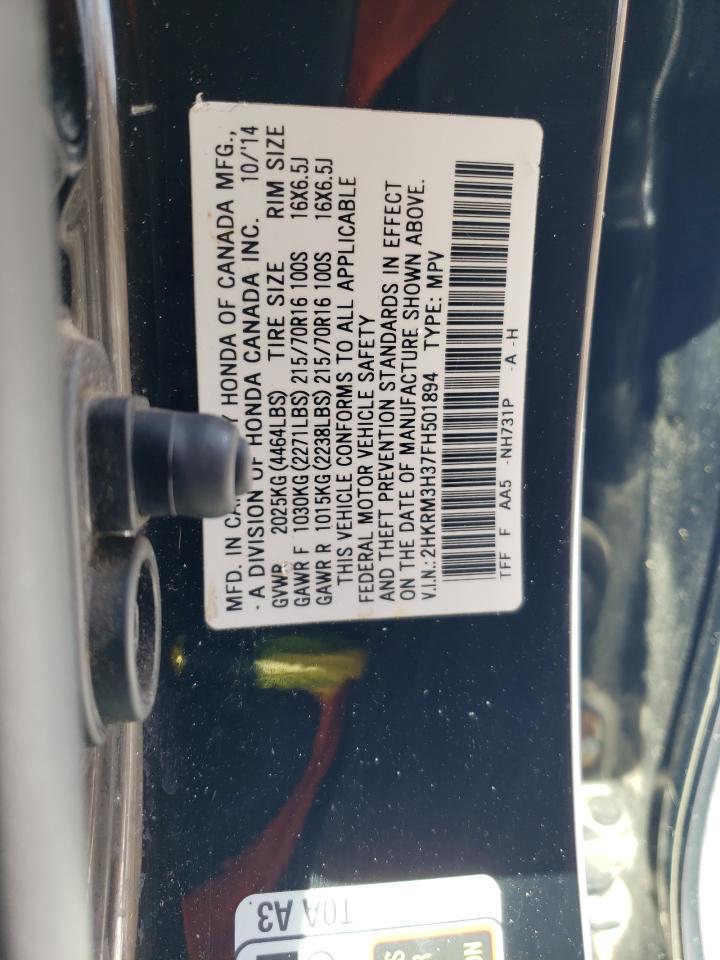 MFD. IN CA Y HONDA OF CANADA MFG.,
· A DIVISION OF HONDA CANADA INC. 10/'14
GVWR 2025KG(4464LBS) TIRE SIZE RIM SIZE
GAWR F 1030KG(2271LBS) 215/70R16 100S 16X6.5J
GAWR R 1015KG(2238LBS) 215/70R16 100S 16X6.5J
THIS VEHICLE CONFORMS TO ALL APPLICABLE
FEDERAL MOTOR VEHICLE SAFETY
AND THEFT PREVENTION STANDARDS IN EFFECT
ON THE DATE OF MANUFACTURE SHOWN ABOVE.
V.I.N.: 2HKRM3H37FH501894 TYPE: MPV
TFF F AA5 -NH731P -A -H
T0A A3